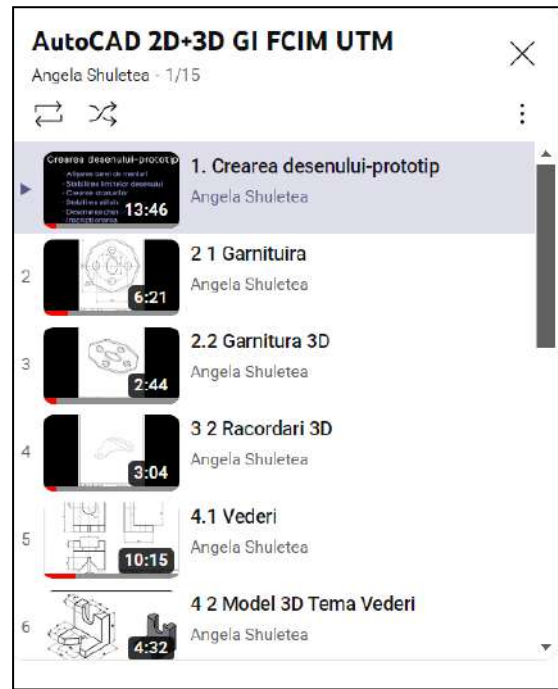 AutoCAD 2D+3D GI FCIM UTM
Angela Shuletea - 1/15
Crearea desenului-prototip
13:46
1. Crearea desenului-prototip
Angela Shuletea
2
6:21
2 1 Garnituira
Angela Shuletea
3
2:44
2.2 Garnitura 3D
Angela Shuletea
4
3:04
3 2 Racordari 3D
Angela Shuletea
5
10:15
4.1 Vederi
Angela Shuletea
6
4:32
4 2 Model 3D Tema Vederi
Angela Shuletea